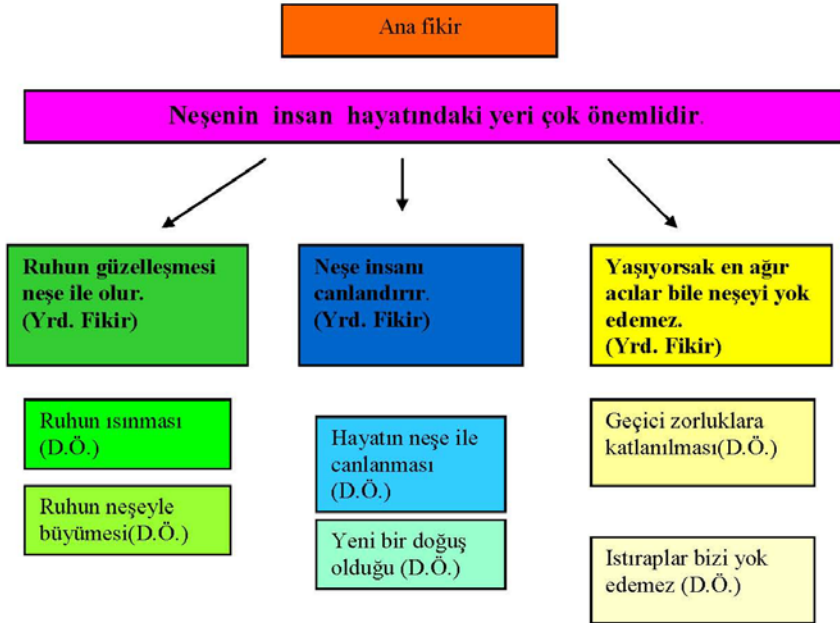 Ana fikir
Neşenin insan hayatındaki yeri çok önemlidir.
Ruhun güzelleşmesi
neşe ile olur.
(Yrd. Fikir)
Neşe insanı
canlandırır.
(Yrd. Fikir)
Yaşıyorsak en ağır
acılar bile neşeyi yok
edemez.
(Yrd. Fikir)
Ruhun ısınması
(D.Ö.)
Ruhun neşeyle
büyümesi(D.Ö.)
Hayatın neşe ile
canlanması
(D.Ö.)
Yeni bir doğuş
olduğu (D.Ö.)
Geçici zorluklara
katlanılması(D.Ö.)
Istıraplar bizi yok
edemez (D.Ö.)